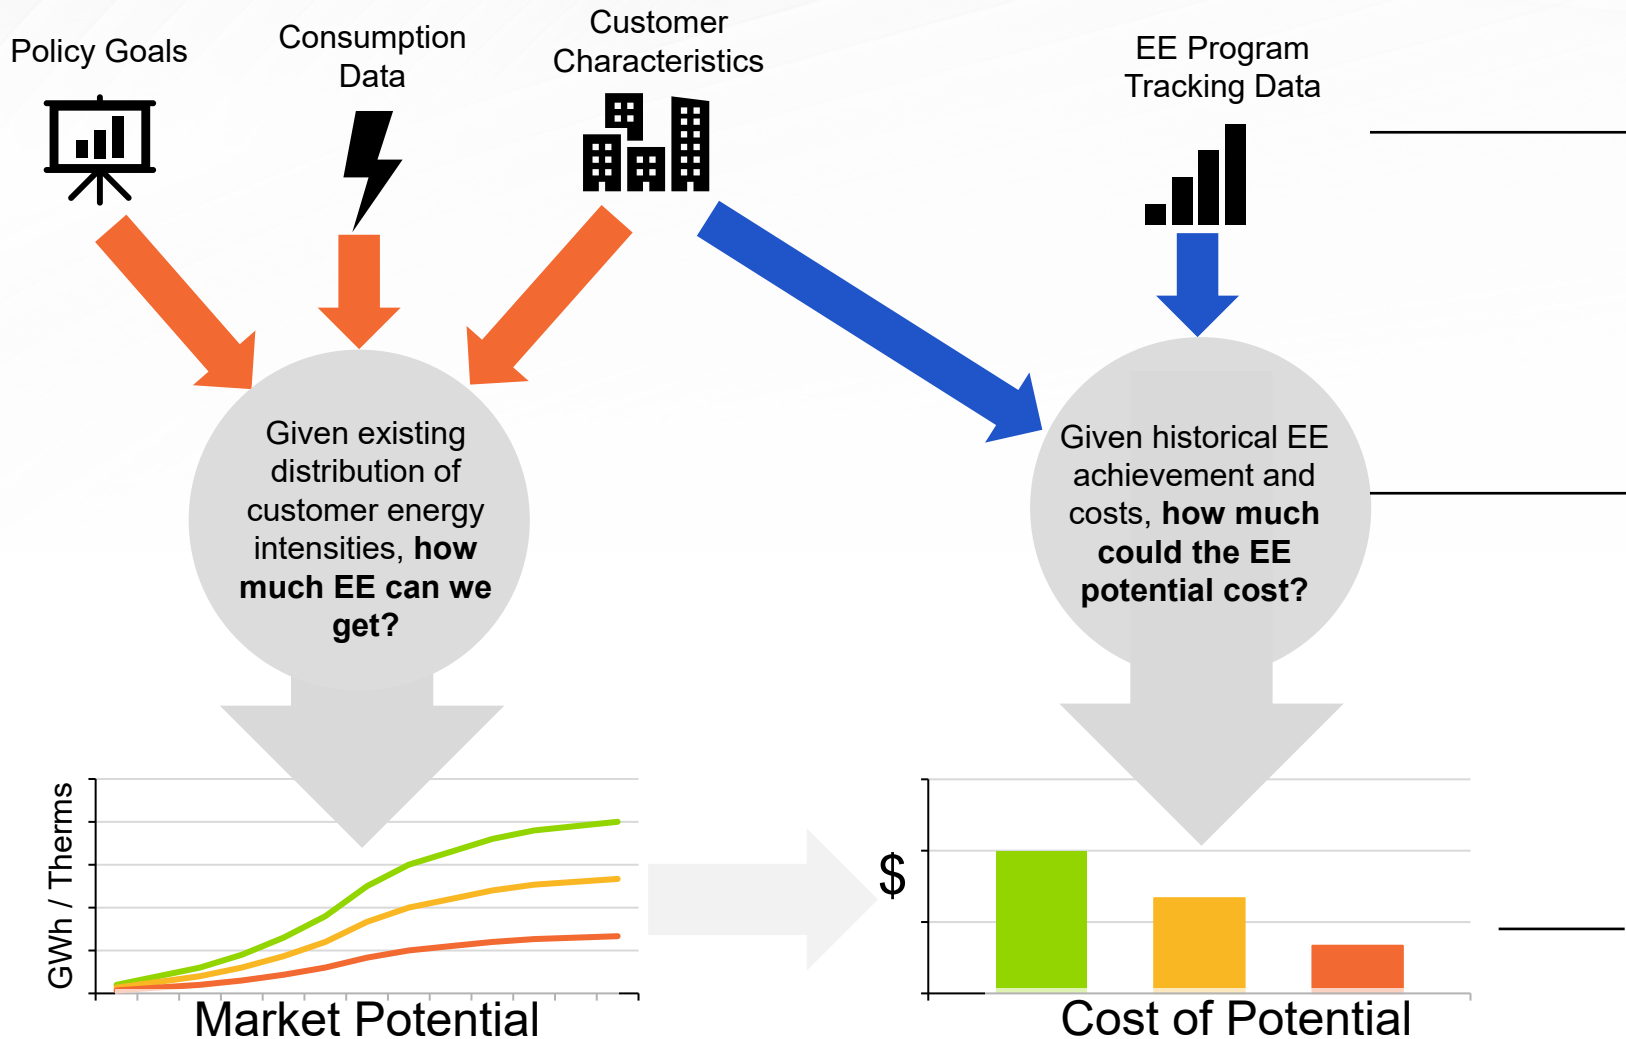 Policy Goals
Consumption
Data
Customer
Characteristics
EE Program
Tracking Data
Given existing
distribution of
customer energy
intensities, how
much EE can we
get?
Given historical EE
achievement and
costs, how much
could the EE
potential cost?
GWh / Therms
Market Potential
$
Cost of Potential